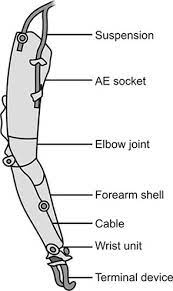 Suspension
AE socket
Elbow joint
Forearm shell
Cable
Wrist unit
Terminal device